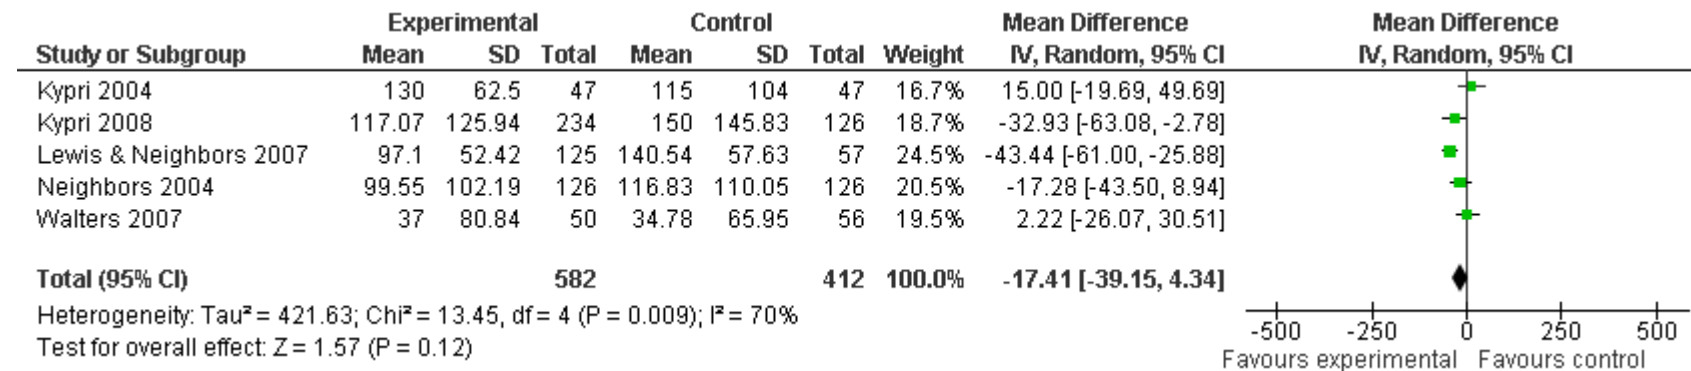 Experimental Control Mean Difference Mean Difference
Study or Subgroup Mean SD Total Mean SD Total Weight IV, Random, 95% CI IV, Random, 95% CI
Kypri 2004 130 62.5 47 115 104 47 16.7% 15.00 [-19.69, 49.69]
Kypri 2008 117.07 125.94 234 150 145.83 126 18.7% -32.93 [-63.08, -2.78]
Lewis & Neighbors 2007 97.1 52.42 125 140.54 57.63 57 24.5% -43.44 [-61.00, -25.88]
Neighbors 2004 99.55 102.19 126 116.83 110.05 126 20.5% -17.28 [-43.50, 8.94]
Walters 2007 37 80.84 50 34.78 65.95 56 19.5% 2.22 [-26.07, 30.51]
Total (95% CI) 582 412 100.0% -17.41 [-39.15, 4.34]
Heterogeneity: Tau² = 421.63; Chi² = 13.45, df = 4 (P = 0.009); I² = 70%
Test for overall effect: Z = 1.57 (P = 0.12)
-500 -250 0 250 500
Favours experimental Favours control